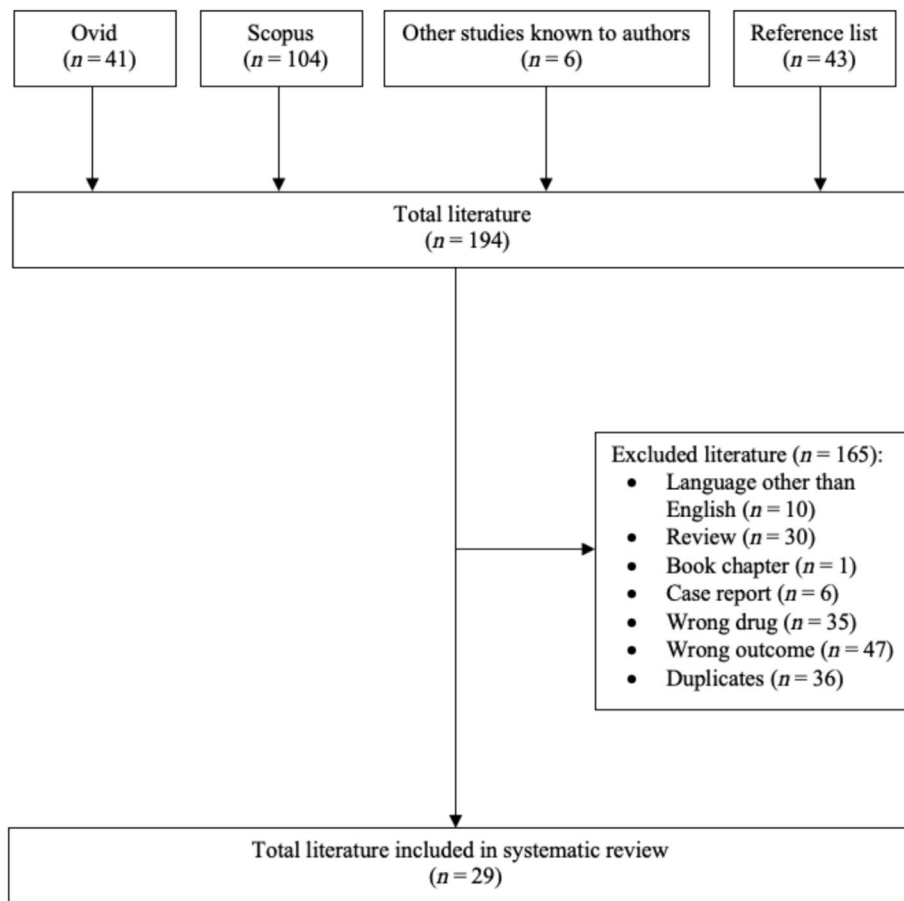 Ovid
(n = 41)
Scopus
(n = 104)
Other studies known to authors
(n = 6)
Reference list
(n = 43)
Total literature
(n = 194)
Excluded literature (n = 165):
• Language other than
English (n = 10)
• Review (n = 30)
• Book chapter (n = 1)
• Case report (n = 6)
• Wrong drug (n = 35)
• Wrong outcome (n = 47)
• Duplicates (n = 36)
Total literature included in systematic review
(n = 29)